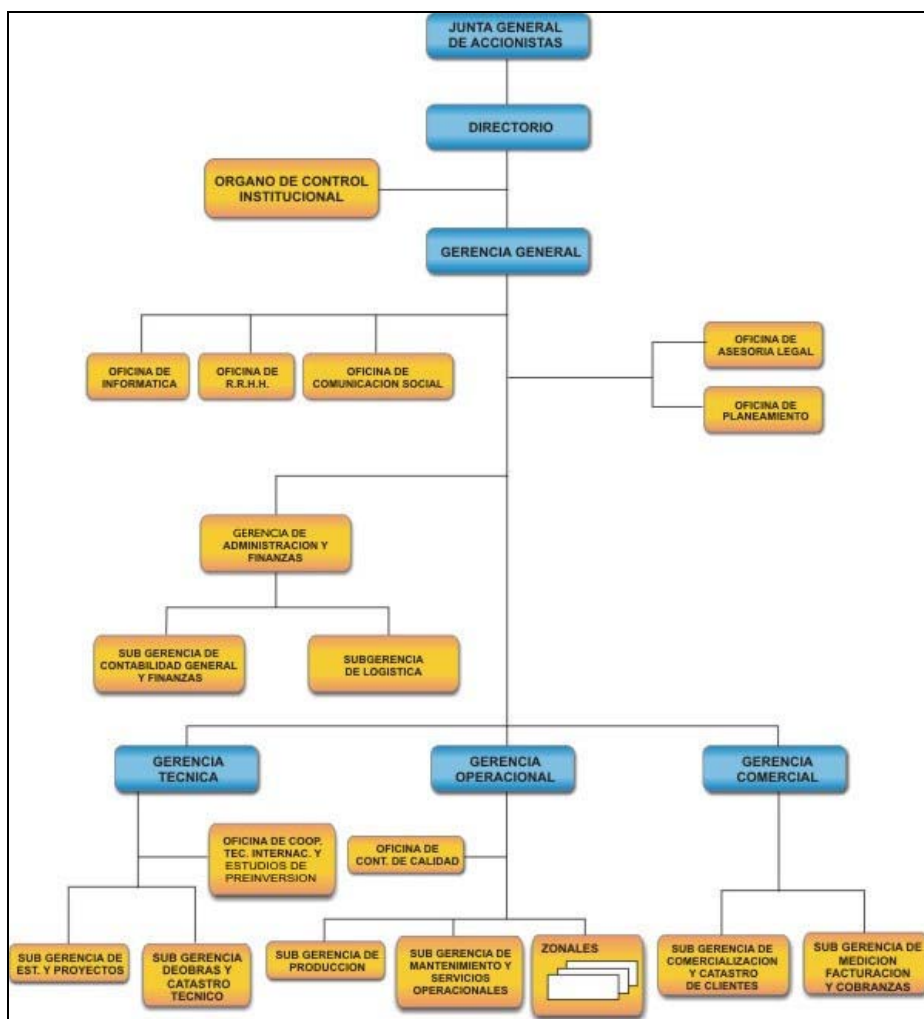 JUNTA GENERAL
DE ACCIONISTAS
DIRECTORIO
ORGANO DE CONTROL
INSTITUCIONAL
GERENCIA GENERAL
OFICINA DE
INFORMATICA
OFICINA DE
R.R.H.H.
OFICINA DE
COMUNICACION SOCIAL
OFICINA DE
ASESORIA LEGAL
OFICINA DE
PLANEAMIENTO
GERENCIA DE
ADMINISTRACION Y
FINANZAS
SUB GERENCIA DE
CONTABILIDAD GENERAL
Y FINANZAS
SUBGERENCIA
DE LOGISTICA
GERENCIA
TECNICA
GERENCIA
OPERACIONAL
GERENCIA
COMERCIAL
OFICINA DE COOP.
TEC. INTERNAC. Y
ESTUDIOS DE
PREINVERSION
OFICINA DE
CONT. DE CALIDAD
SUB GERENCIA DE
EST. Y PROYECTOS
SUB GERENCIA
DEOBRAS Y
CATASTRO
TECNICO
SUB GERENCIA DE
PRODUCCION
SUB GERENCIA DE
MANTENIMIENTO Y
SERVICIOS
OPERACIONALES
ZONALES
SUB GERENCIA DE
COMERCIALIZACION
Y CATASTRO
DE CLIENTES
SUB GERENCIA DE
MEDICION
FACTURACION
Y COBRANZAS